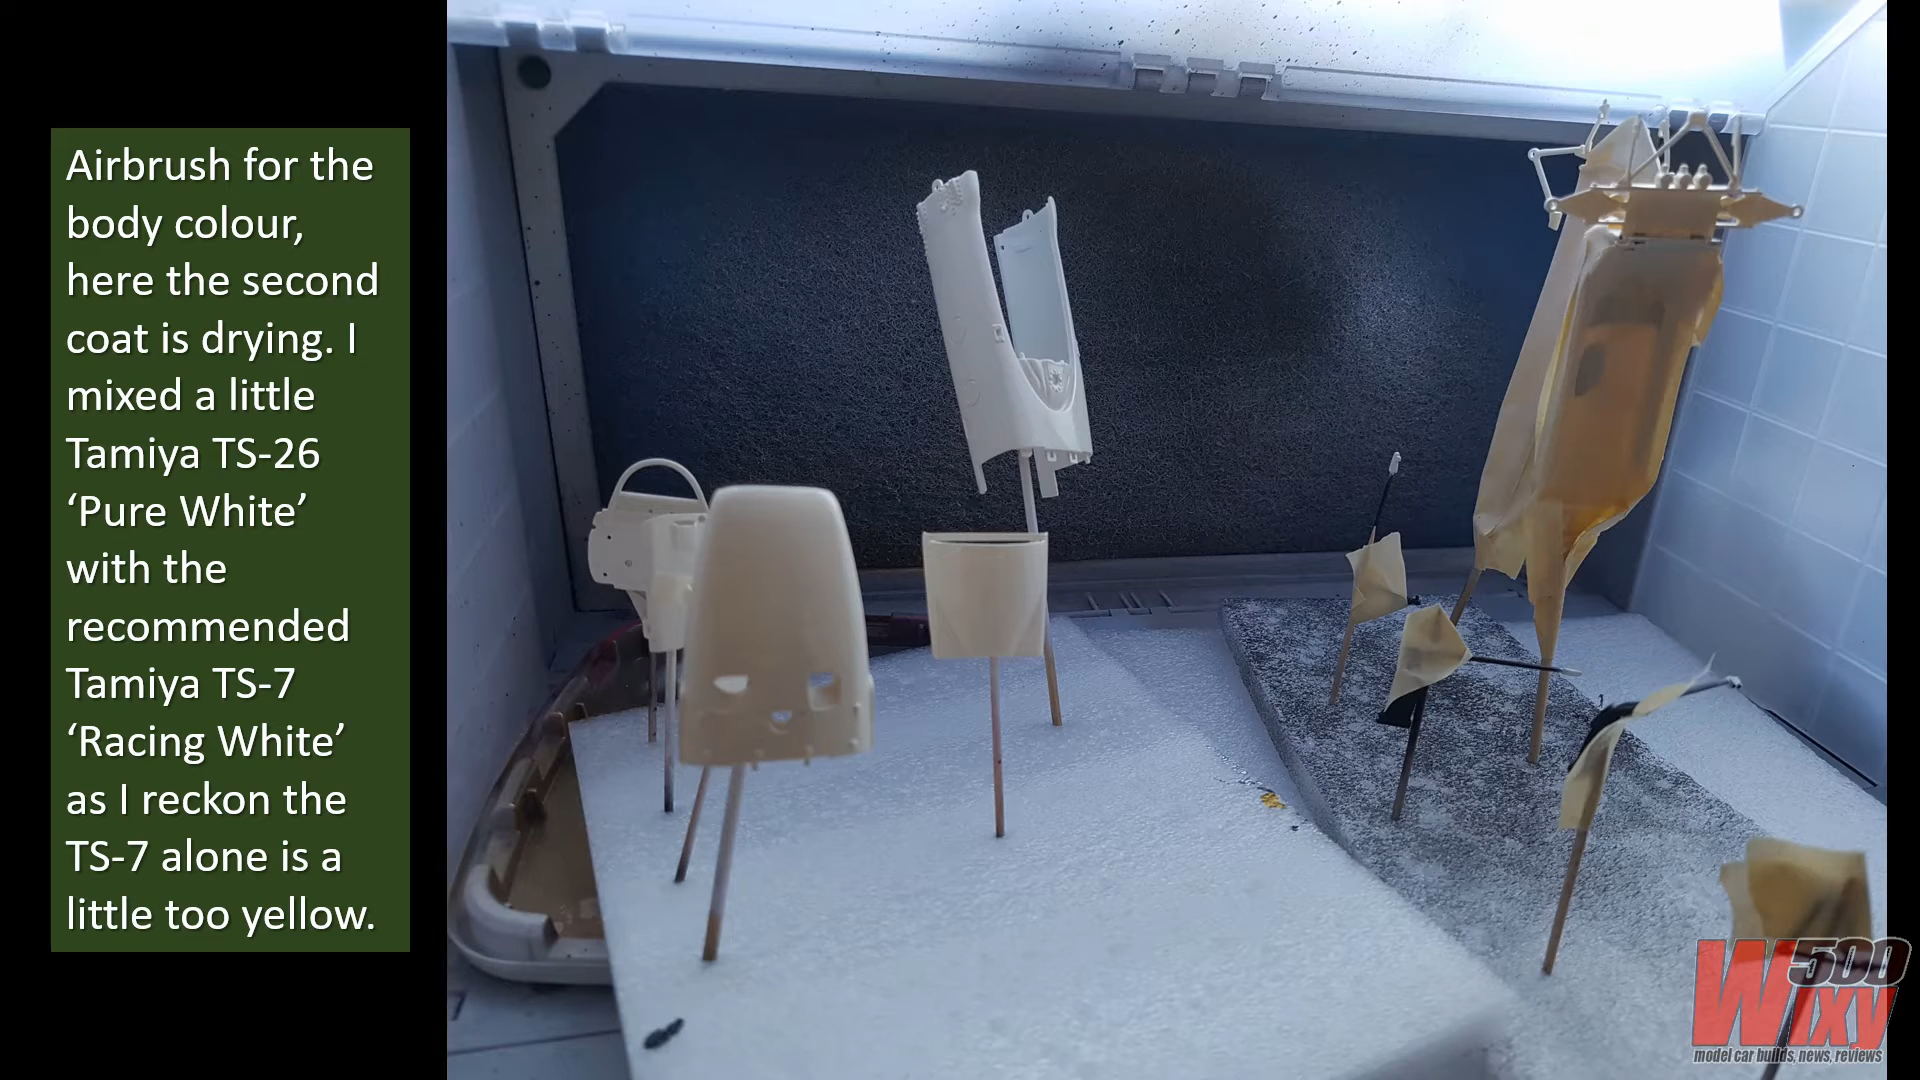 Airbrush for the
body colour,
here the second
coat is drying. I
mixed a little
Tamiya TS-26
‘Pure White’
with the
recommended
Tamiya TS-7
‘Racing White’
as I reckon the
TS-7 alone is a
little too yellow.
500
Wixy
model car builds, news, reviews